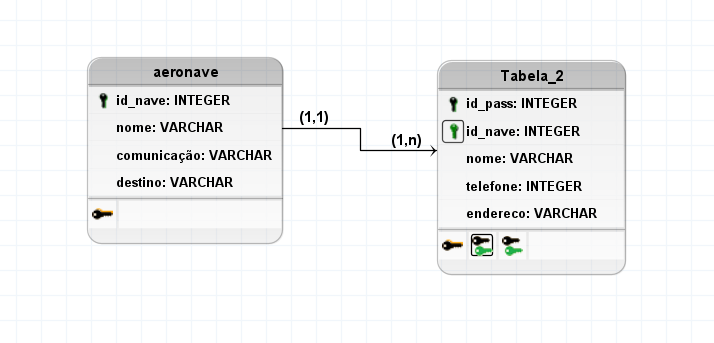 aeronave
id_nave: INTEGER
nome: VARCHAR
comunicação: VARCHAR
destino: VARCHAR
(1,1)
(1,n)
Tabela_2
id_pass: INTEGER
id_nave: INTEGER
nome: VARCHAR
telefone: INTEGER
endereco: VARCHAR